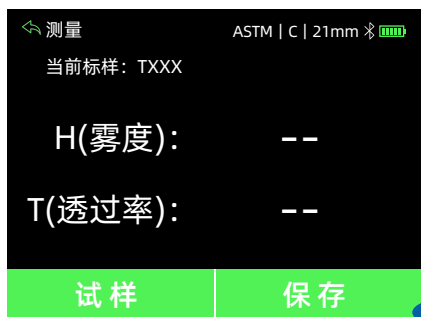 测量 ASTM | C | 21mm
当前标样：TXXX
H(雾度)： --
T(透过率)： --
试样 保存